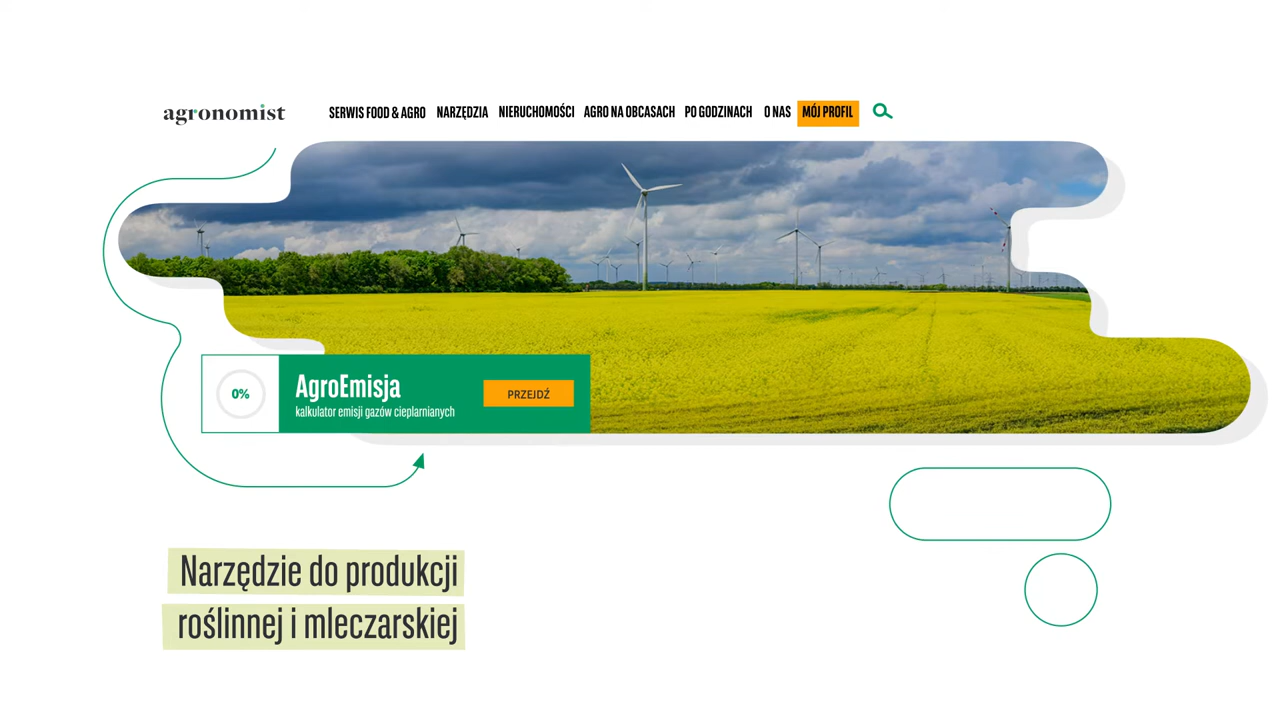 agronomist
SERWIS FOOD & AGRO NARZĘDZIA NIERUCHOMOŚCI AGRO NA OBCASACH PO GODZINACH O NAS MÓJ PROFIL
0%
AgroEmisja
kalkulator emisji gazów cieplarnianych
PRZEJDŹ
Narzędzie do produkcji
roślinnej i mleczarskiej